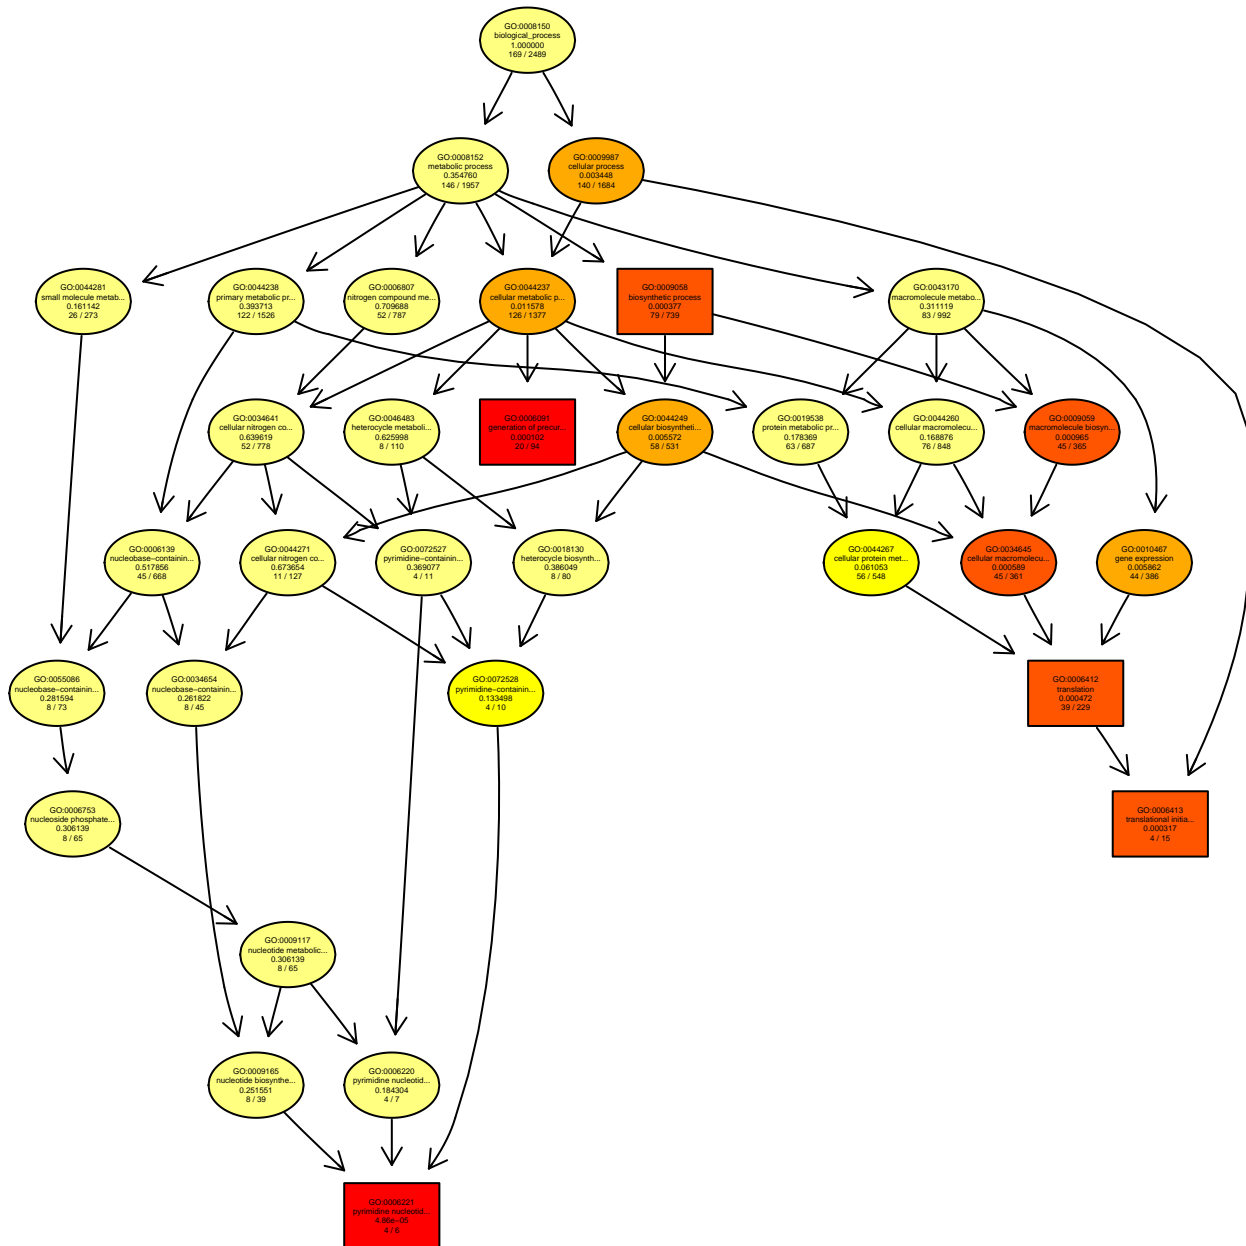 GO:0008150
biological_process
1.000000
169 / 2489
GO:0008152
metabolic process
0.354760
146 / 1957
GO:0009987
cellular process
0.003448
140 / 1684
GO:0044281
small molecule metab...
0.161142
26 / 273
GO:0044238
primary metabolic pr...
0.393713
122 / 1526
GO:0006807
nitrogen compound me...
0.709688
52 / 787
GO:0044237
cellular metabolic p...
0.011578
126 / 1377
GO:0009058
biosynthetic process
0.000377
79 / 739
GO:0043170
macromolecule metabo...
0.311119
83 / 992
GO:0034641
cellular nitrogen co...
0.639619
52 / 778
GO:0046483
heterocycle metaboli...
0.625998
8 / 110
GO:0006091
generation of precur...
0.000102
20 / 94
GO:0044249
cellular biosyntheti...
0.005572
58 / 531
GO:0019538
protein metabolic pr...
0.178369
63 / 687
GO:0044260
cellular macromolecu...
0.168876
76 / 848
GO:0009059
macromolecule biosyn...
0.000965
45 / 365
GO:0006139
nucleobase−containin...
0.517856
45 / 668
GO:0044271
cellular nitrogen co...
0.673654
11 / 127
GO:0072527
pyrimidine−containin...
0.369077
4 / 11
GO:0018130
heterocycle biosynth...
0.386049
8 / 80
GO:0044267
cellular protein met...
0.061053
56 / 548
GO:0034645
cellular macromolecu...
0.000589
45 / 361
GO:0010467
gene expression
0.005862
44 / 386
GO:0055086
nucleobase−containin...
0.281594
8 / 73
GO:0034654
nucleobase−containin...
0.261822
8 / 45
GO:0072528
pyrimidine−containin...
0.133498
4 / 10
GO:0006412
translation
0.000472
39 / 229
GO:0006753
nucleoside phosphate...
0.306139
8 / 65
GO:0006413
translational initia...
0.000317
4 / 15
GO:0009117
nucleotide metabolic...
0.306139
8 / 65
GO:0009165
nucleotide biosynthe...
0.251551
8 / 39
GO:0006220
pyrimidine nucleotid...
0.184304
4 / 7
GO:0006221
pyrimidine nucleotid...
4.86e−05
4 / 6